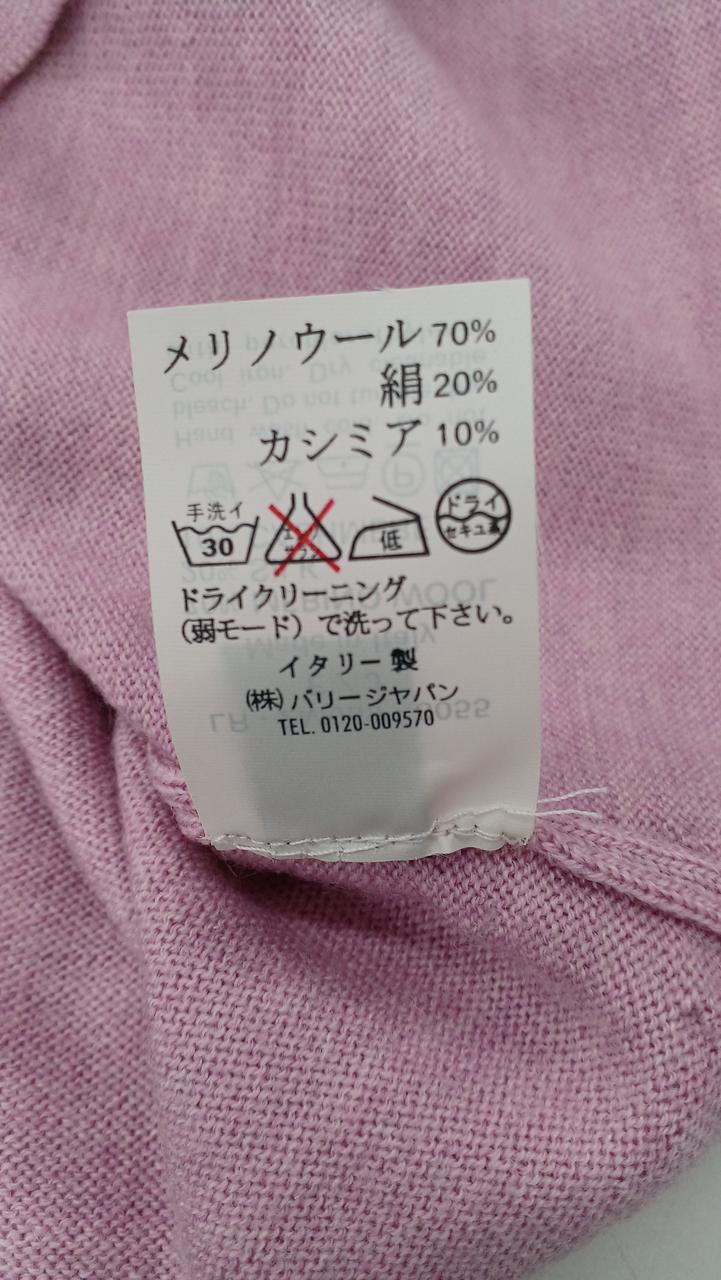 メリノウール 70%
絹 20%
カシミア 10%
手洗イ
30
低
ドライ
セキユ系
ドライクリーニング
（弱モード）で洗って下さい。
イタリー製
㈱バリージヤパン
TEL. 0120-009570